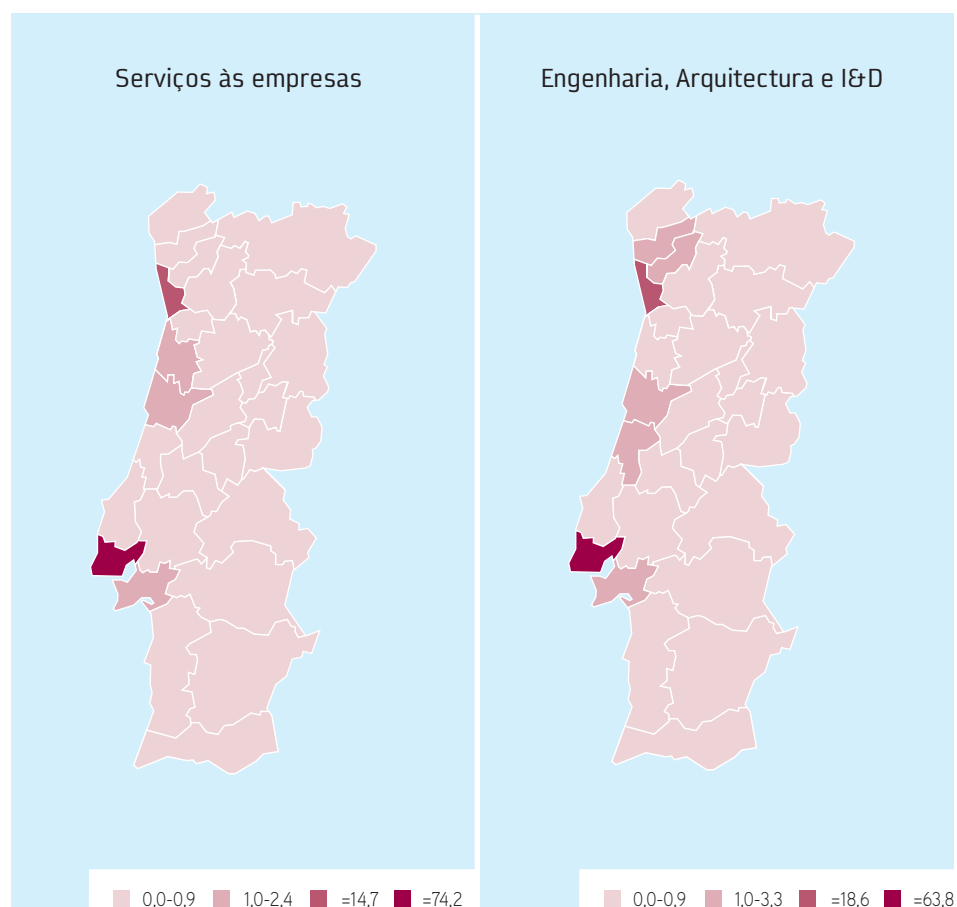 Serviços às empresas
Engenharia, Arquitectura e I&D
0,0-0,9 1,0-2,4 =14,7 =74,2
0,0-0,9 1,0-3,3 =18,6 =63,8